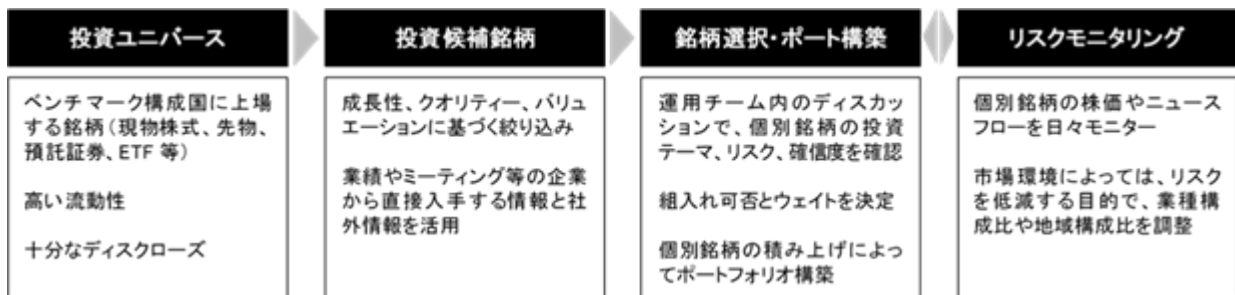 投資ユニバース
ベンチマーク構成国に上場
する銘柄(現物株式、先物、
預託証券、ETF 等)
高い流動性
十分なディスクローズ
投資候補銘柄
成長性、クオリティー、バリュ
エーションに基づく絞り込み
業績やミーティング等の企業
から直接入手する情報と社
外情報を活用
銘柄選択・ポート構築
運用チーム内のディスカッ
ションで、個別銘柄の投資
テーマ、リスク、確信度を確認
組入れ可否とウェイトを決定
個別銘柄の積み上げによっ
てポートフォリオ構築
リスクモニタリング
個別銘柄の株価やニュース
フローを日々モニター
市場環境によっては、リスク
を低減する目的で、業種構
成比や地域構成比を調整